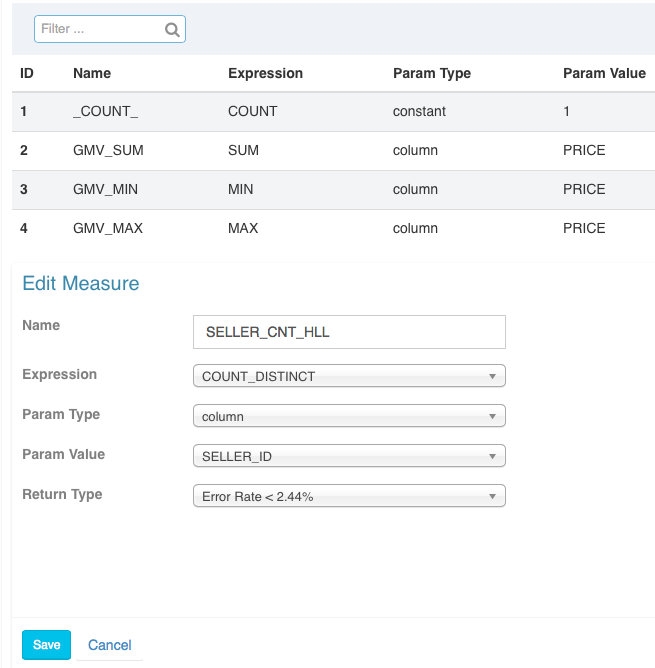 Filter ...
ID Name Expression Param Type Param Value
1 _COUNT_ COUNT constant 1
2 GMV_SUM SUM column PRICE
3 GMV_MIN MIN column PRICE
4 GMV_MAX MAX column PRICE
Edit Measure
Name SELLER_CNT_HLL
Expression COUNT_DISTINCT
Param Type column
Param Value SELLER_ID
Return Type Error Rate < 2.44%
Save Cancel